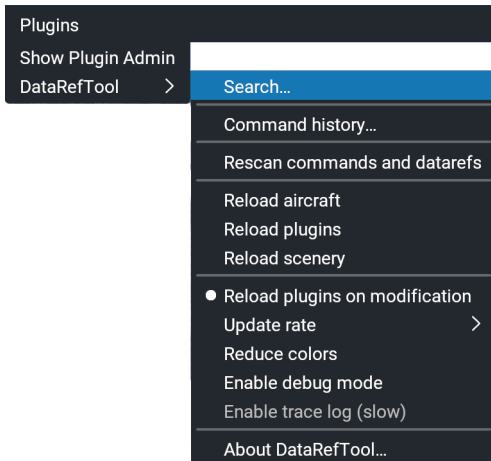 Plugins
Show Plugin Admin
DataRefTool
Search…
Command history…
Rescan commands and datarefs
Reload aircraft
Reload plugins
Reload scenery
Reload plugins on modification
Update rate
Reduce colors
Enable debug mode
Enable trace log (slow)
About DataRefTool…